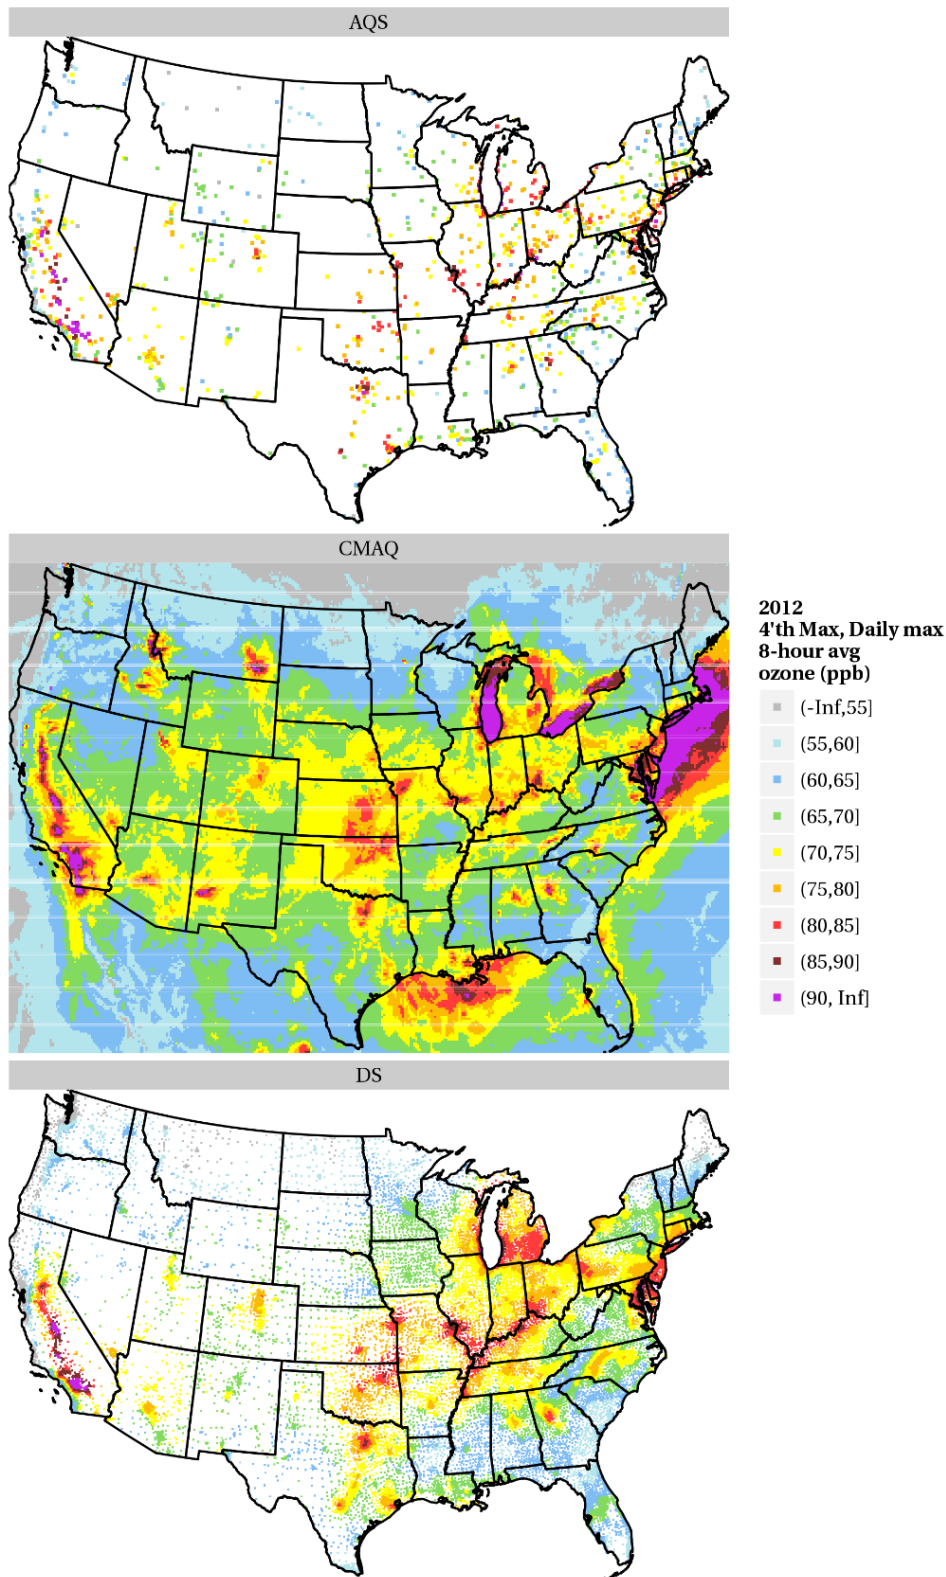 AQS
CMAQ
2012
4'th Max, Daily max
8-hour avg
ozone (ppb)
(-Inf,55]
(55,60]
(60,65]
(65,70]
(70,75]
(75,80]
(80,85]
(85,90]
(90, Inf]
DS